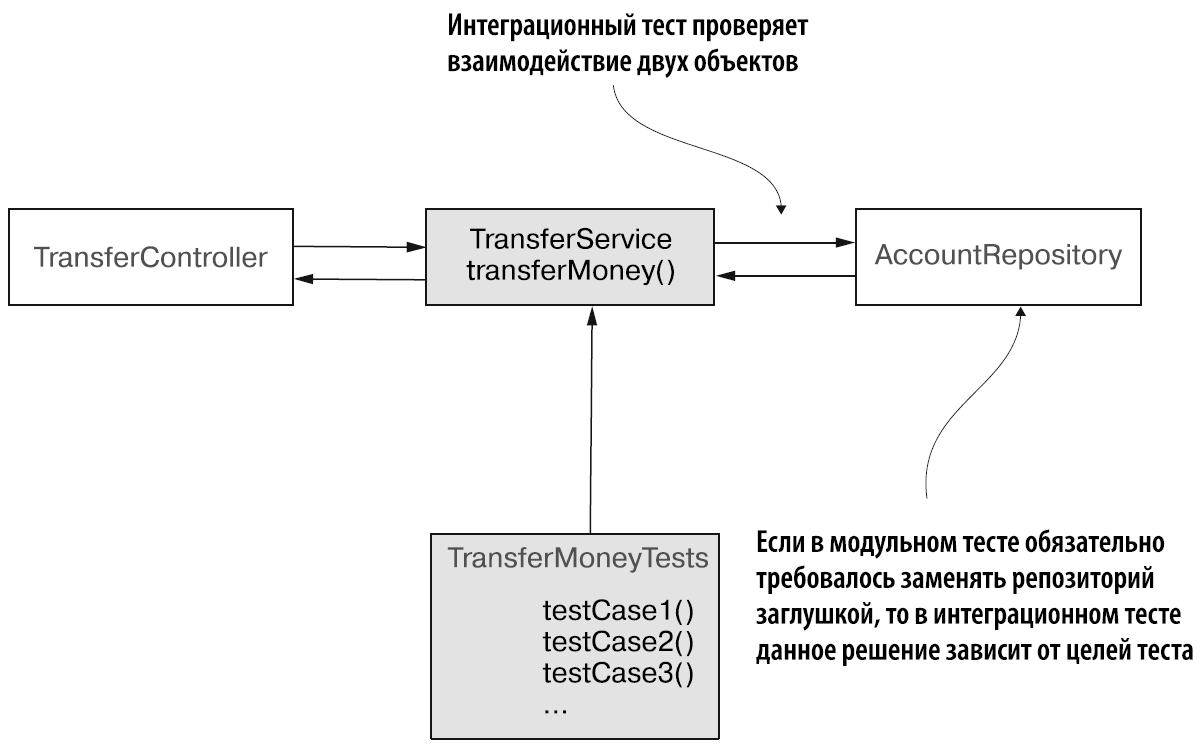 Интеграционный тест проверяет
взаимодействие двух объектов
TransferController
TransferService
transferMoney()
AccountRepository
TransferMoneyTests
testCase1()
testCase2()
testCase3()
...
Если в модульном тесте обязательно
требовалось заменять репозиторий
заглушкой, то в интеграционном тесте
данное решение зависит от целей теста